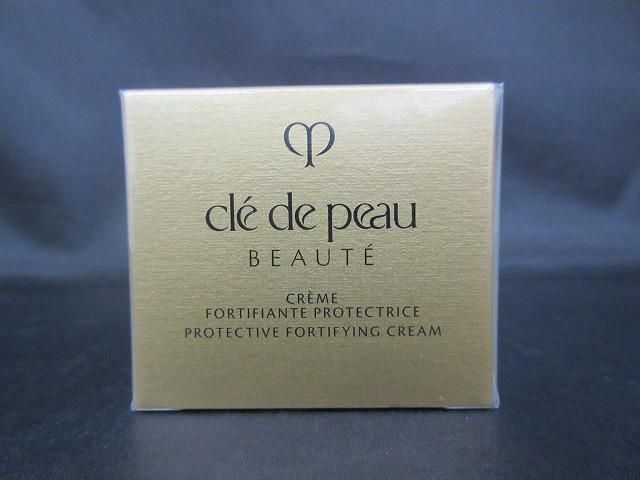 clé de peau
BEAUTÉ
CRÈME
FORTIFIANTE PROTECTRICE
PROTECTIVE FORTIFYING CREAM